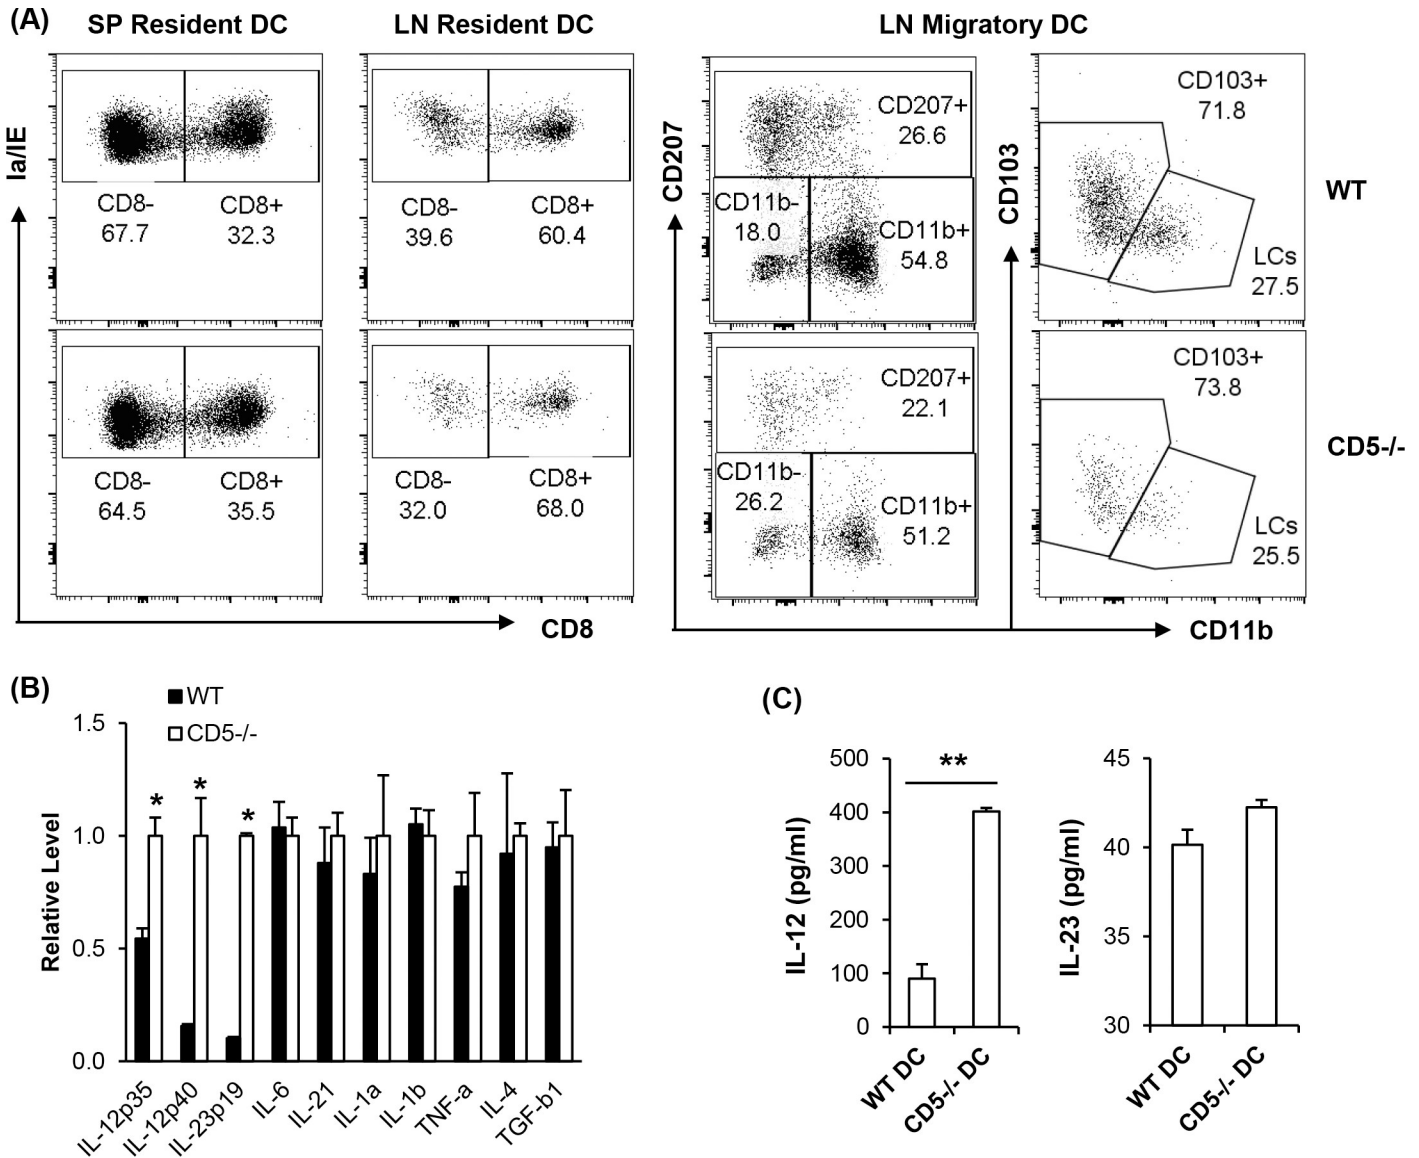 (A)
SP Resident DC
LN Resident DC
LN Migratory DC
Ia/IE
CD8-
67.7
CD8+
32.3
CD8-
39.6
CD8+
60.4
CD207
CD207+
26.6
CD11b-
18.0
CD11b+
54.8
CD103
CD103+
71.8
LCs
27.5
WT
CD8-
64.5
CD8+
35.5
CD8-
32.0
CD8+
68.0
CD207+
22.1
CD11b-
26.2
CD11b+
51.2
CD103+
73.8
LCs
25.5
CD5-/-
CD8
CD11b
(B)
WT
CD5-/-
Relative Level
1.5
1.0
0.5
0.0
*
*
*
IL-12p35
IL-12p40
IL-23p19
IL-6
IL-21
IL-1a
IL-1b
TNF-a
IL-4
TGF-b1
(C)
IL-12 (pg/ml)
500
400
300
200
100
0
**
WT DC
CD5-/- DC
IL-23 (pg/ml)
45
40
35
30
WT DC
CD5-/- DC